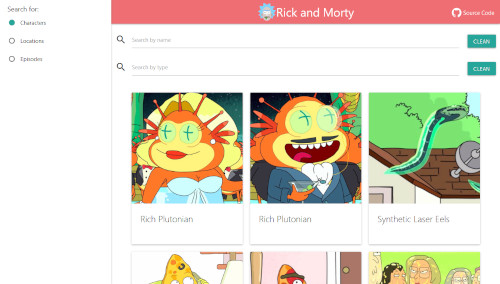 Search for:
Characters
Locations
Episodes
Rick and Morty
Source Code
Search by name
CLEAN
Search by type
CLEAN
Rich Plutonian
Rich Plutonian
Synthetic Laser Eels